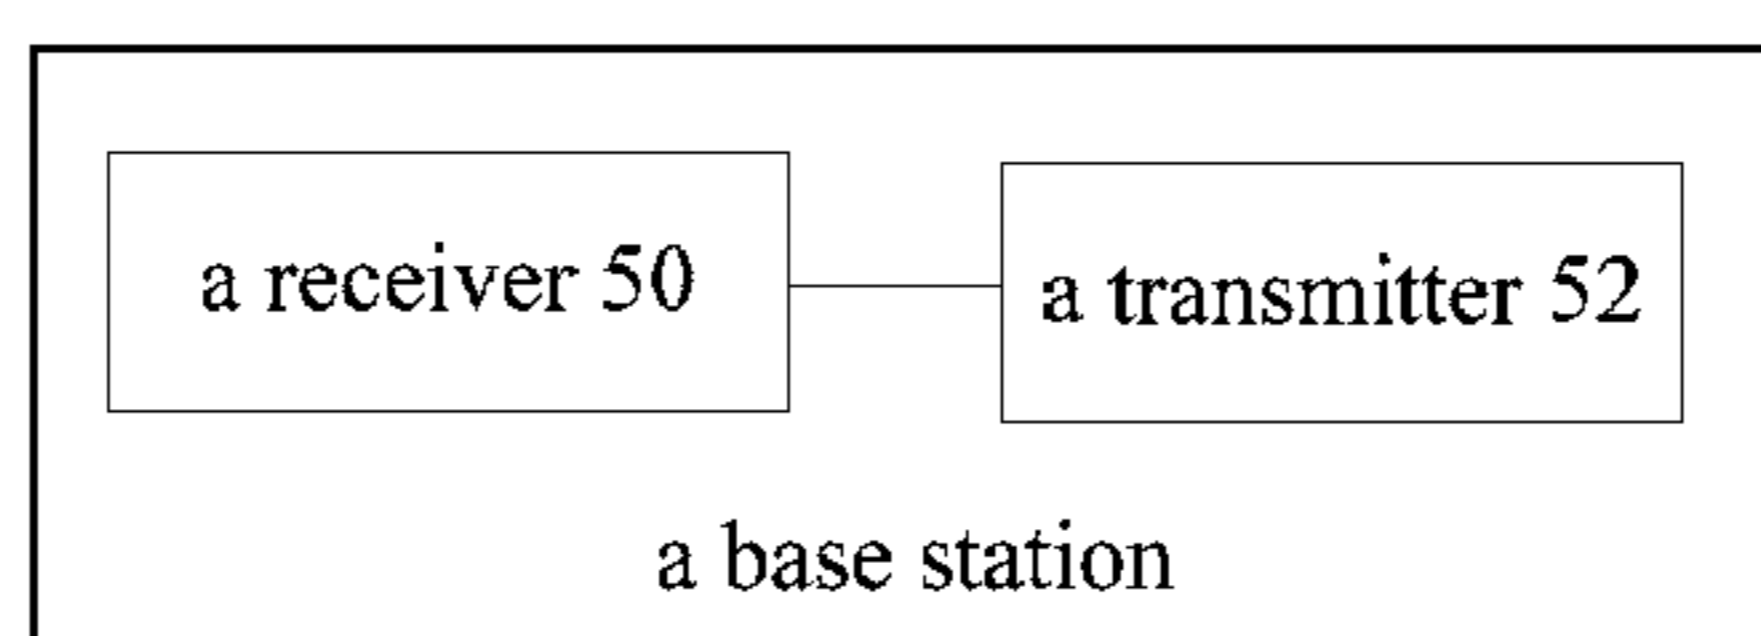 a receiver 50
a transmitter 52
a base station